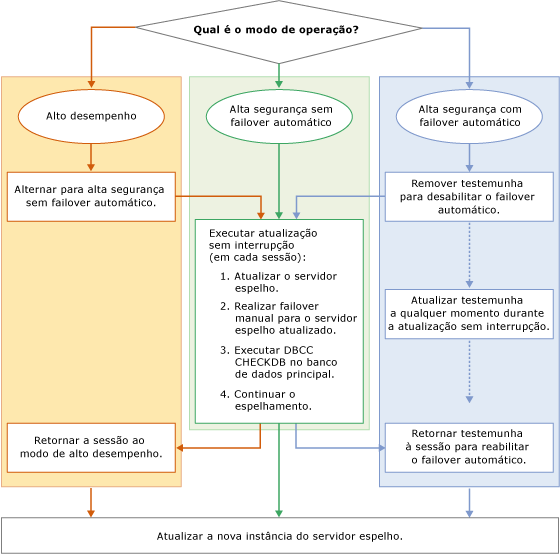 Qual é o modo de operação?
Alto desempenho
Alta segurança sem
failover automático
Alta segurança com
failover automático
Alternar para alta segurança
sem failover automático.
Remover testemunha
para desabilitar o failover
automático.
Executar atualização
sem interrupção
(em cada sessão):
1. Atualizar o servidor
espelho.
2. Realizar failover
manual para o servidor
espelho atualizado.
3. Executar DBCC
CHECKDB no banco
de dados principal.
4. Continuar o
espelhamento.
Atualizar testemunha
a qualquer momento durante
a atualização sem interrupção.
Retornar a sessão ao
modo de alto desempenho.
Retornar testemunha
à sessão para reabilitar
o failover automático.
Atualizar a nova instância do servidor espelho.